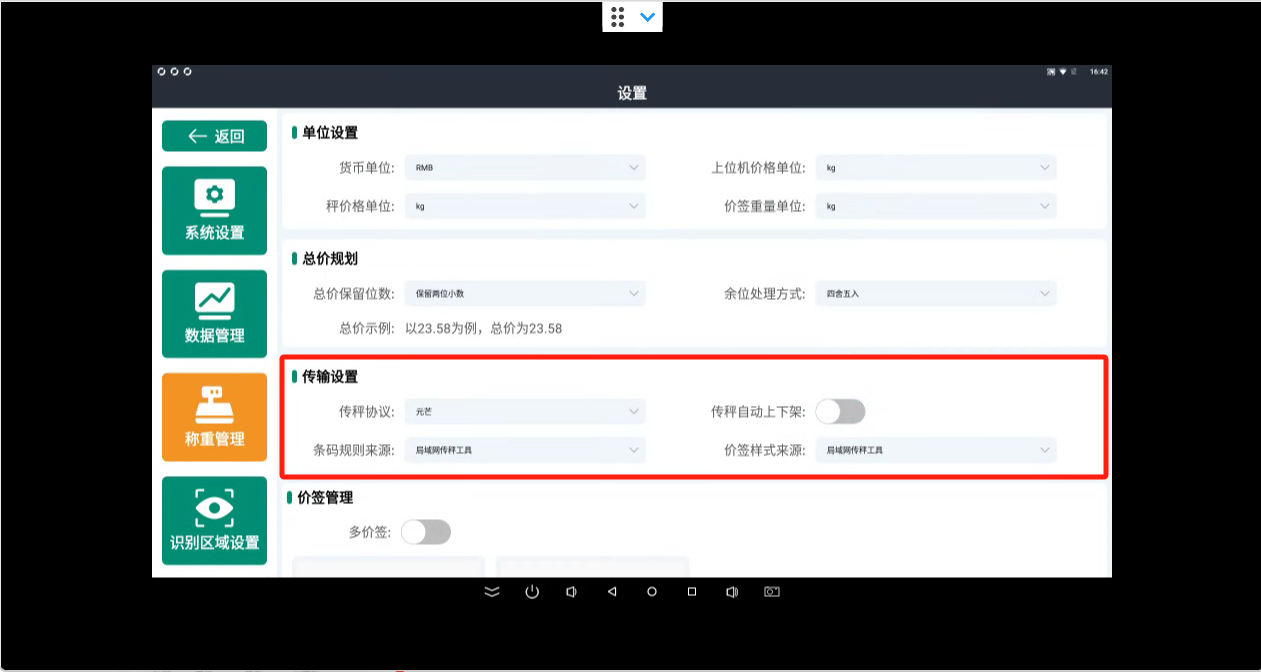 16:42
设置
返回
系统设置
数据管理
称重管理
识别区域设置
单位设置
货币单位: RMB 上位机价格单位: kg
秤价格单位: kg 价签重量单位: kg
总价规划
总价保留位数: 保留两位小数 余位处理方式: 四舍五入
总价示例: 以23.58为例，总价为23.58
传输设置
传秤协议: 元芒 传秤自动上下架:
条码规则来源: 局域网传秤工具 价签样式来源: 局域网传秤工具
价签管理
多价签: